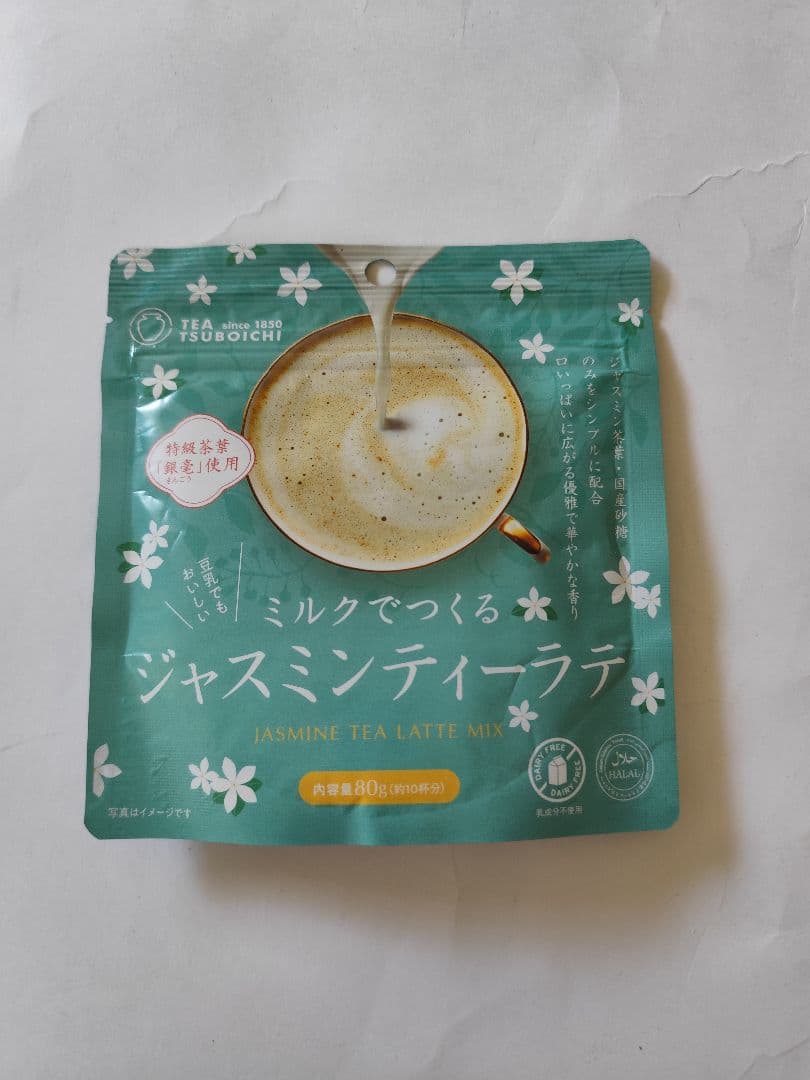 TEA since 1850
TSUBOICHI
特級茶葉
「銀毫」使用
ぎんごう
ジャスミン茶葉・国産砂糖
のみをシンプルに配合
口いっぱいに広がる優雅で華やかな香り
豆乳でも
おいしい
ミルクでつくる
ジャスミンティーラテ
JASMINE TEA LATTE MIX
内容量80g(約10杯分)
写真はイメージです
DAIRY FREE
DAIRY FREE
乳成分不使用
حلال
HALAL